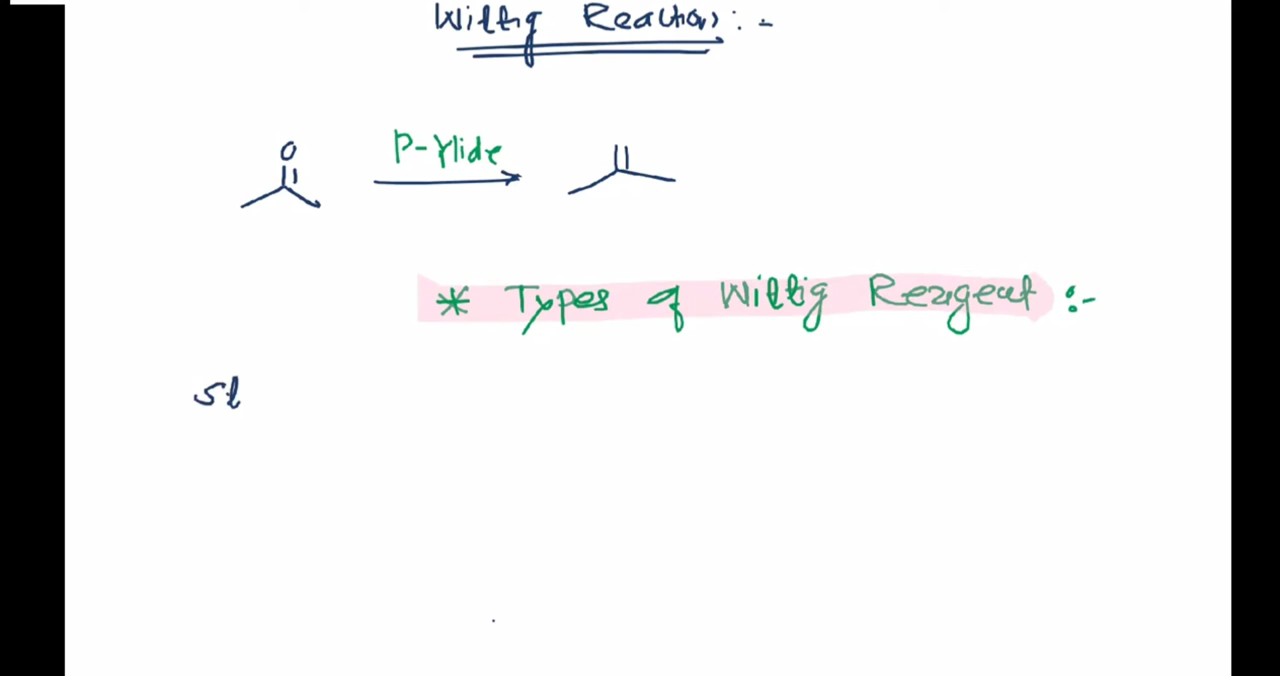 Wittig Reaction :-
O
P-Ylide
* Types of Wittig Reagent :-
St